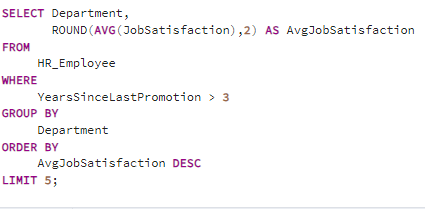 SELECT Department,
ROUND(AVG(JobSatisfaction),2) AS AvgJobSatisfaction
FROM
HR_Employee
WHERE
YearsSinceLastPromotion > 3
GROUP BY
Department
ORDER BY
AvgJobSatisfaction DESC
LIMIT 5;